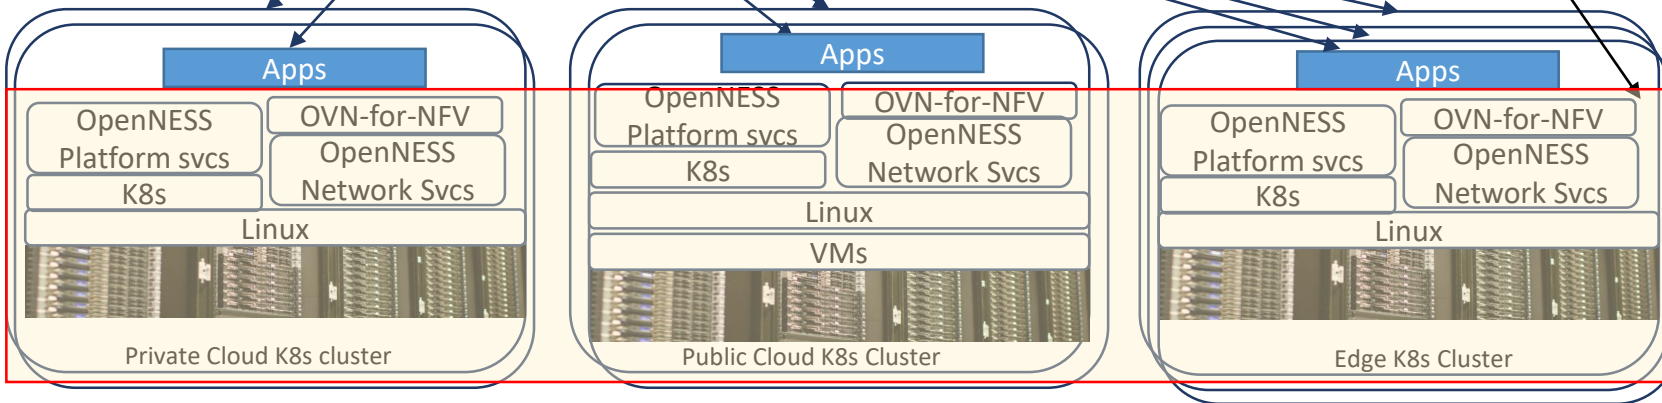 Apps
OpenNESS
Platform svcs
OVN-for-NFV
OpenNESS
Network Svcs
K8s
Linux
Private Cloud K8s cluster
Apps
OpenNESS
Platform svcs
OVN-for-NFV
OpenNESS
Network Svcs
K8s
Linux
VMs
Public Cloud K8s Cluster
Apps
OpenNESS
Platform svcs
OVN-for-NFV
OpenNESS
Network Svcs
K8s
Linux
Edge K8s Cluster